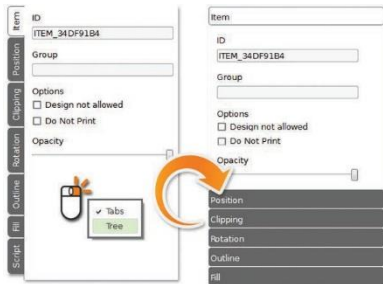 Item
Position
Clipping
Rotation
Outline
Fill
Script
ID
ITEM_34DF91B4
Group
Options
Design not allowed
Do Not Print
Opacity
Tabs
Tree
Item
ID
ITEM_34DF91B4
Group
Options
Design not allowed
Do Not Print
Opacity
Position
Clipping
Rotation
Outline
Fill